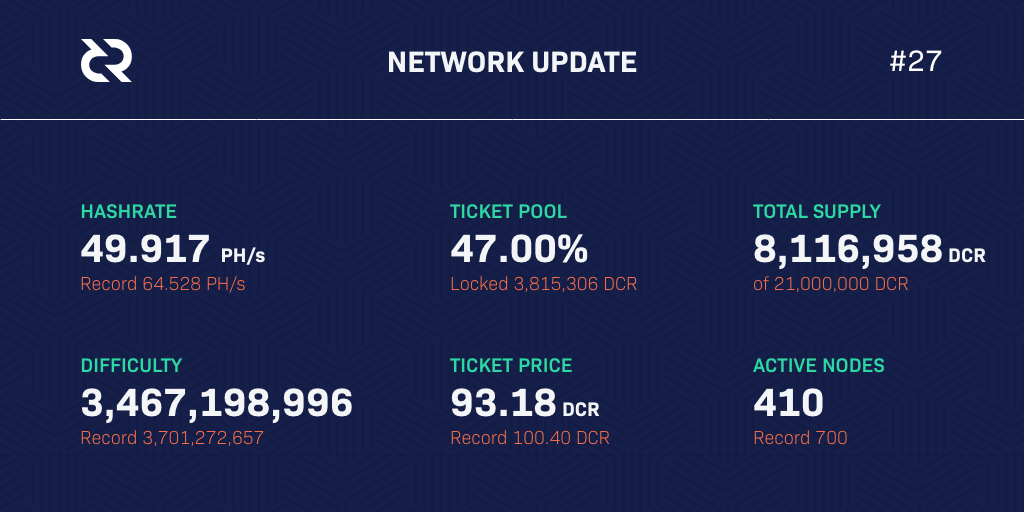 NETWORK UPDATE
#27
HASHRATE
49.917 PH/s
Record 64.528 PH/s
TICKET POOL
47.00%
Locked 3,815,306 DCR
TOTAL SUPPLY
8,116,958 DCR
of 21,000,000 DCR
DIFFICULTY
3,467,198,996
Record 3,701,272,657
TICKET PRICE
93.18 DCR
Record 100.40 DCR
ACTIVE NODES
410
Record 700